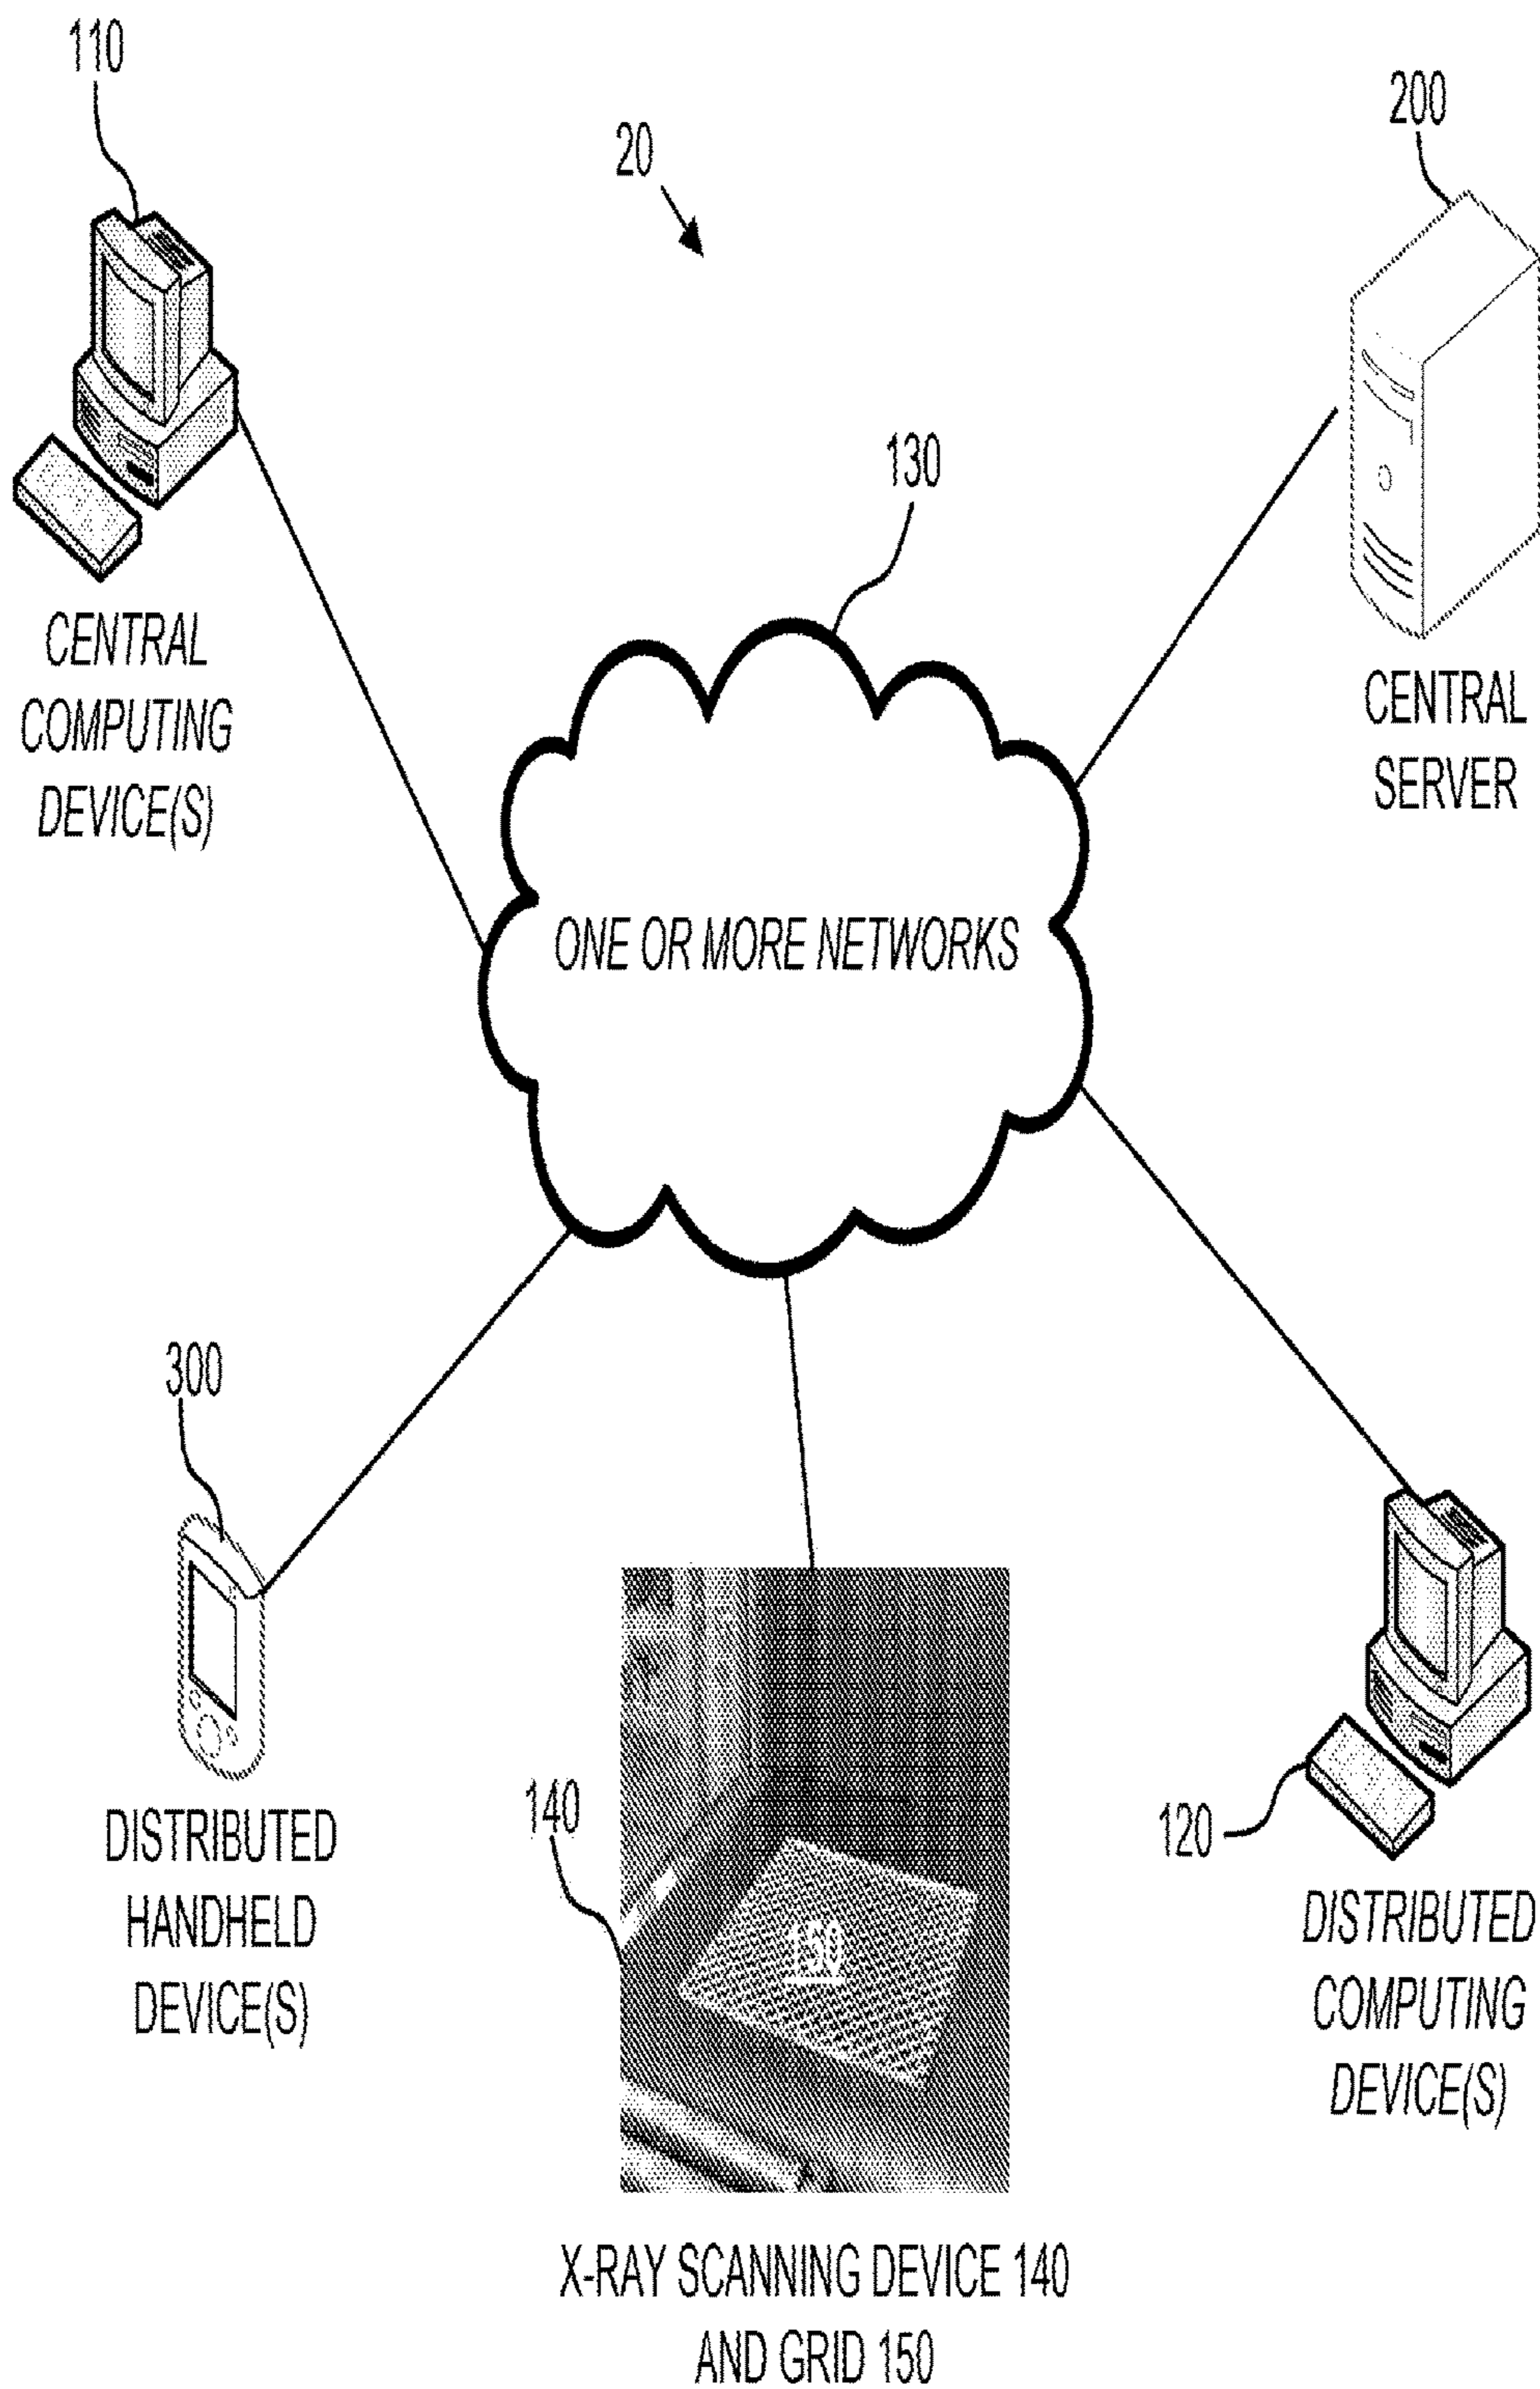 110
20
200
130
CENTRAL
COMPUTING
DEVICE(S)
CENTRAL
SERVER
ONE OR MORE NETWORKS
300
DISTRIBUTED
HANDHELD
DEVICE(S)
140
150
120
DISTRIBUTED
COMPUTING
DEVICE(S)
X-RAY SCANNING DEVICE 140
AND GRID 150